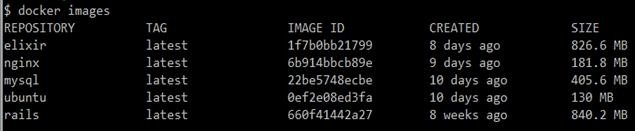 $ docker images
REPOSITORY TAG IMAGE ID CREATED SIZE
elixir latest 1f7b0bb21799 8 days ago 826.6 MB
nginx latest 6b914bbcb89e 9 days ago 181.8 MB
mysql latest 22be5748ecbe 10 days ago 405.6 MB
ubuntu latest 0ef2e08ed3fa 10 days ago 130 MB
rails latest 660f41442a27 8 weeks ago 840.2 MB